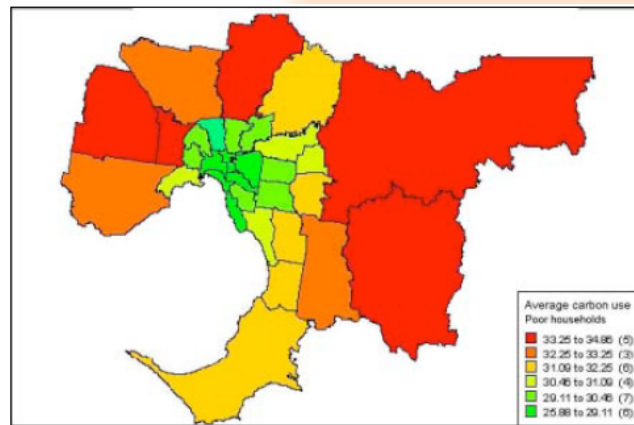 Average carbon use
Poor households
33.25 to 34.86 (5)
32.25 to 33.25 (3)
31.09 to 32.25 (6)
30.46 to 31.09 (4)
29.11 to 30.46 (7)
25.88 to 29.11 (6)